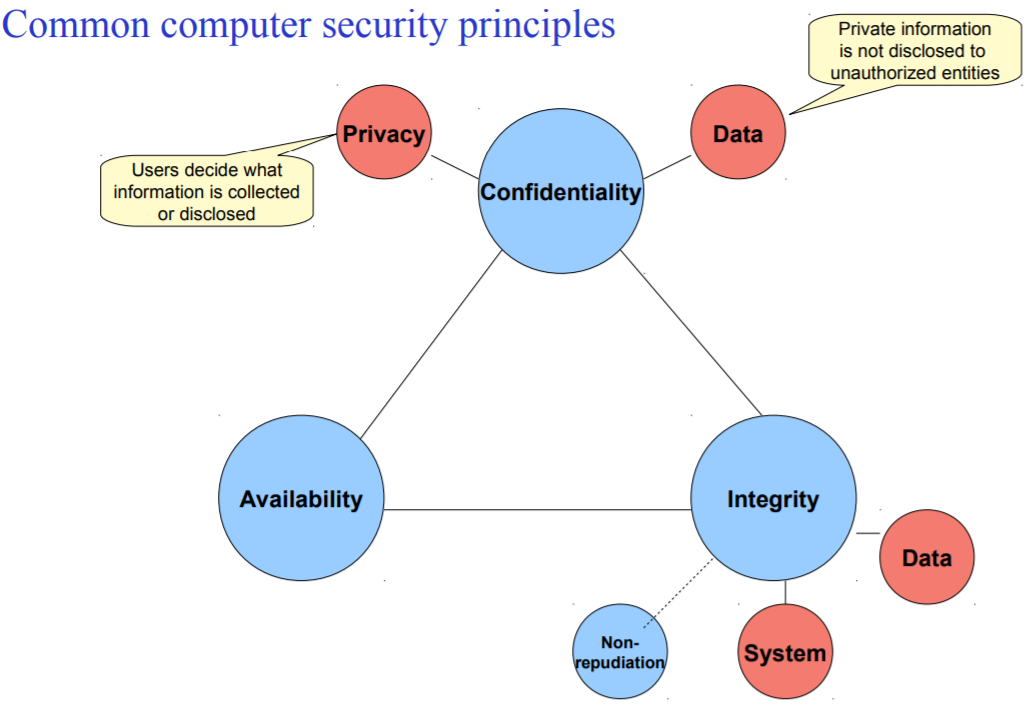 Common computer security principles
Private information
is not disclosed to
unauthorized entities
Privacy
Data
Users decide what
information is collected
or disclosed
Confidentiality
Availability
Integrity
Data
Non-
repudiation
System